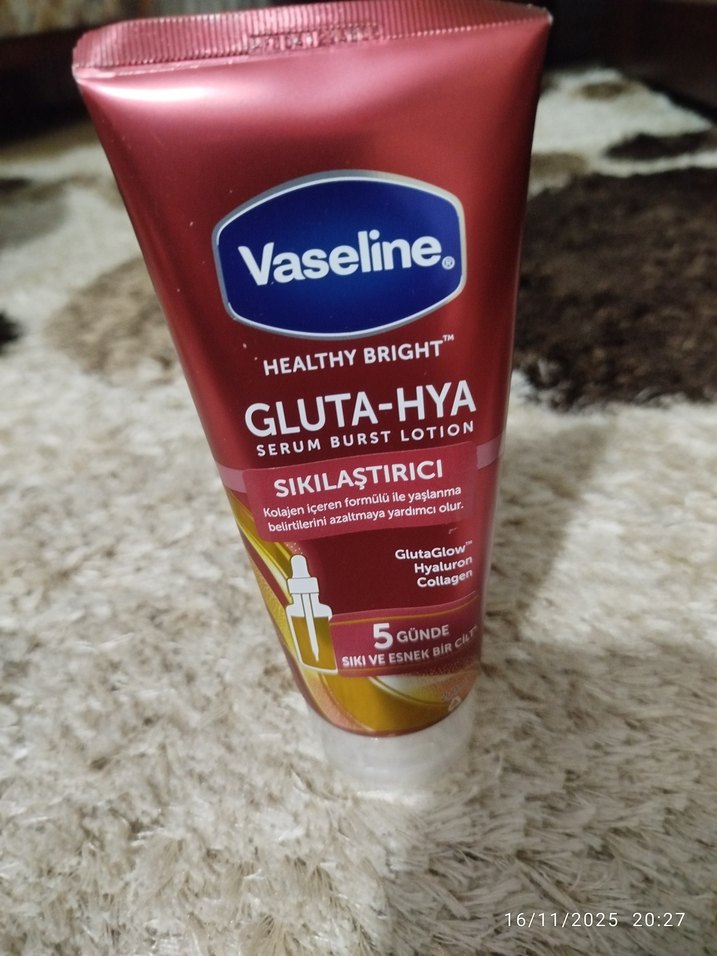 Vaseline®
HEALTHY BRIGHT™
GLUTA-HYA
SERUM BURST LOTION
SIKILAŞTIRICI
Kolajen içeren formülü ile yaşlanma
belirtilerini azaltmaya yardımcı olur.
GlutaGlow™
Hyaluron
Collagen
5 GÜNDE
SIKI VE ESNEK BİR CİLT*
16/11/2025 20:27